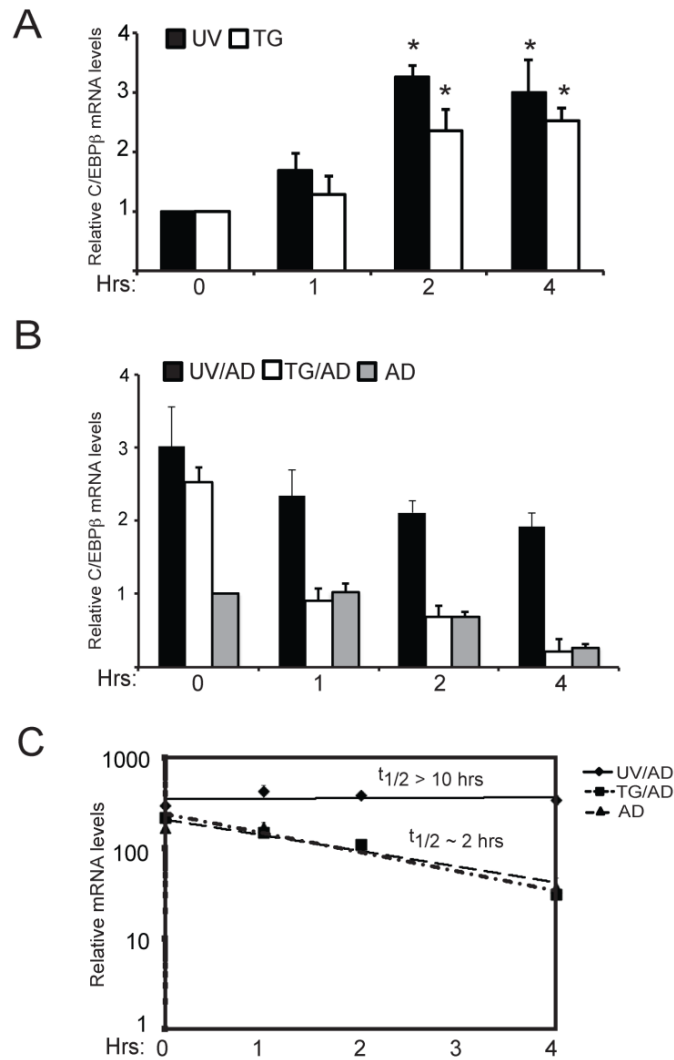 A
UV TG
Relative C/EBPβ mRNA levels
4
3
2
1
* * * *
Hrs: 0 1 2 4
B
UV/AD TG/AD AD
Relative C/EBPβ mRNA levels
4
3
2
1
Hrs: 0 1 2 4
C
Relative mRNA levels
1000
100
10
1
t1/2 > 10 hrs
t1/2 ~ 2 hrs
UV/AD
TG/AD
AD
Hrs: 0 1 2 3 4